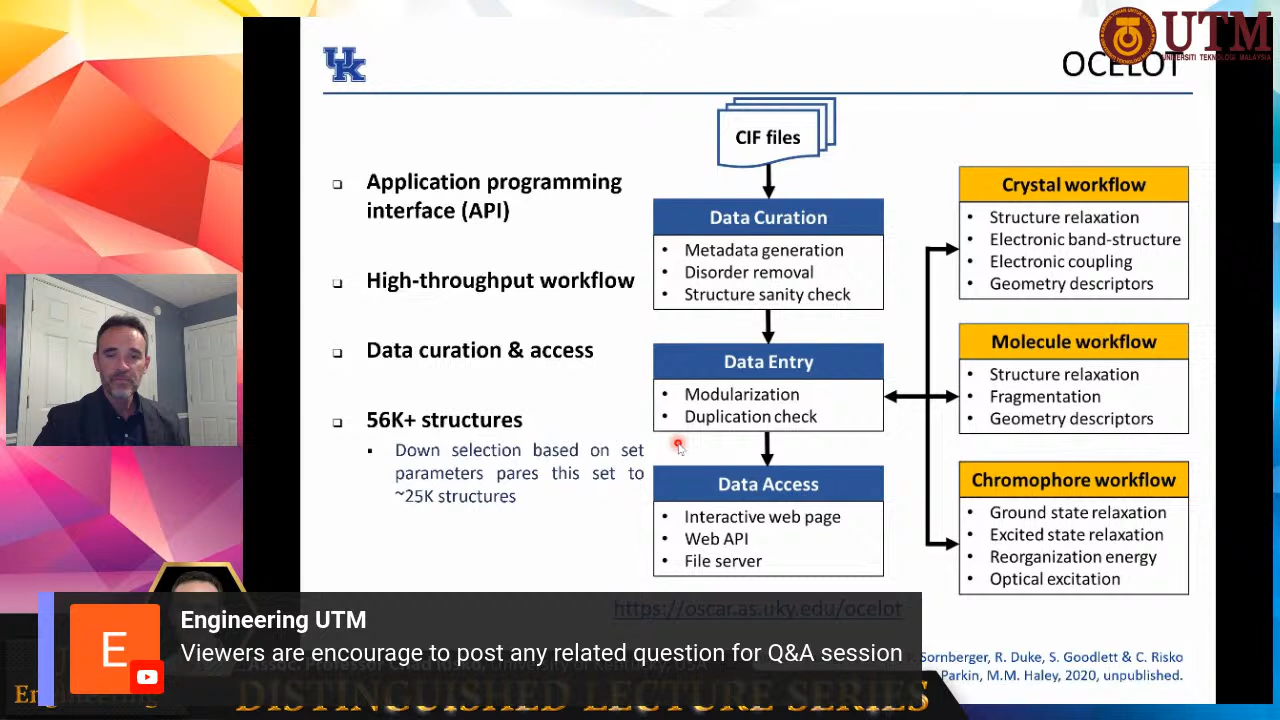 UK
OCELOT
UTM
UNIVERSITI TEKNOLOGI MALAYSIA
❑ Application programming
interface (API)
❑ High-throughput workflow
❑ Data curation & access
❑ 56K+ structures
▪ Down selection based on set
parameters pares this set to
~25K structures
CIF files
Data Curation
• Metadata generation
• Disorder removal
• Structure sanity check
Data Entry
• Modularization
• Duplication check
Data Access
• Interactive web page
• Web API
• File server
Crystal workflow
• Structure relaxation
• Electronic band-structure
• Electronic coupling
• Geometry descriptors
Molecule workflow
• Structure relaxation
• Fragmentation
• Geometry descriptors
Chromophore workflow
• Ground state relaxation
• Excited state relaxation
• Reorganization energy
• Optical excitation
https://oscar.as.uky.edu/ocelot
Sornberger, R. Duke, S. Goodlett & C. Risko
Parkin, M.M. Haley, 2020, unpublished.
E
Engineering UTM
Viewers are encourage to post any related question for Q&A session
Engineering
DISTINGUISHED LECTURE SERIES